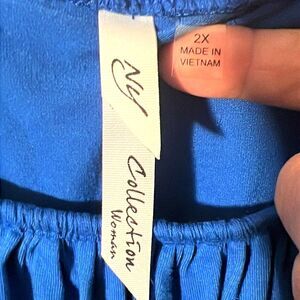 NY
Collection
Woman
2X
MADE IN
VIETNAM